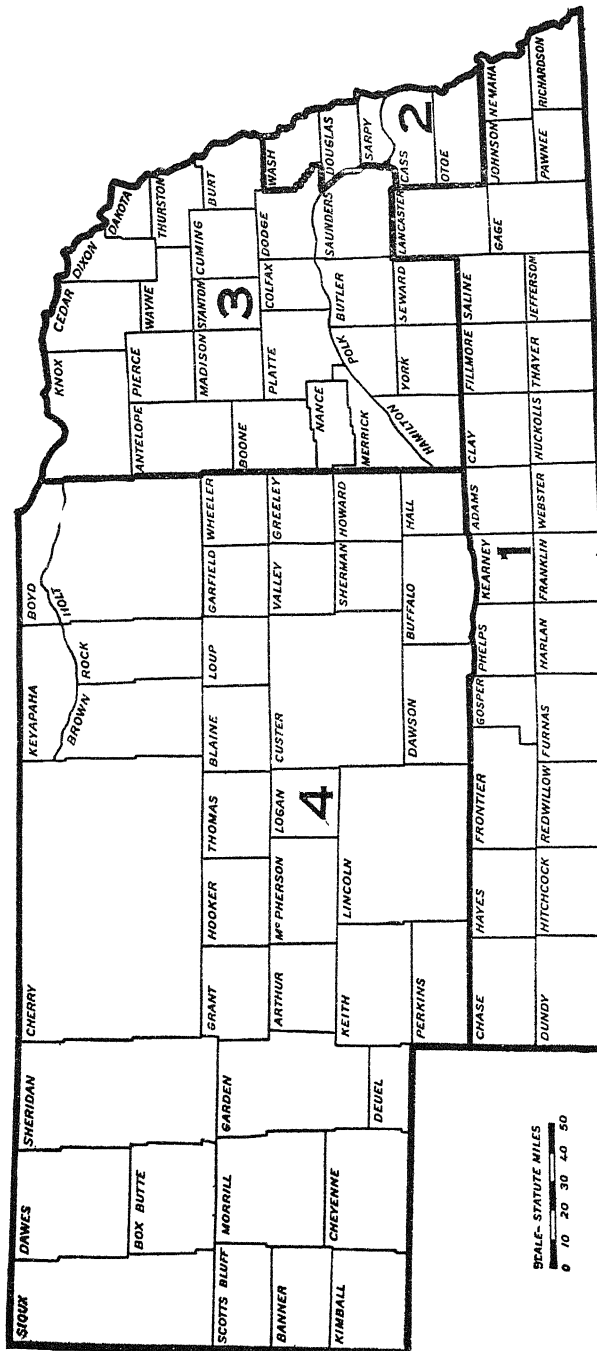 SIOUX
DAWES
SHERIDAN
CHERRY
KEYAPAHA
BOYD
BROWN
ROCK
HOLT
BOX BUTTE
SCOTTS BLUFF
MORRILL
GARDEN
GRANT
HOOKER
THOMAS
BLAINE
LOUP
GARFIELD
WHEELER
BANNER
ARTHUR
McPHERSON
LOGAN
CUSTER
VALLEY
GREELEY
4
KIMBALL
CHEYENNE
DEUEL
KEITH
LINCOLN
SHERMAN
HOWARD
PERKINS
DAWSON
BUFFALO
HALL
KNOX
CEDAR
DIXON
DAKOTA
ANTELOPE
PIERCE
WAYNE
THURSTON
MADISON
STANTON
CUMING
BURT
3
BOONE
PLATTE
COLFAX
DODGE
WASH
NANCE
MERRICK
POLK
BUTLER
SAUNDERS
DOUGLAS
SARPY
HAMILTON
YORK
SEWARD
LANCASTER
CASS
2
OTOE
CHASE
HAYES
FRONTIER
GOSPER
PHELPS
KEARNEY
ADAMS
CLAY
FILLMORE
SALINE
GAGE
JOHNSON
NEMAHA
1
DUNDY
HITCHCOCK
REDWILLOW
FURNAS
HARLAN
FRANKLIN
WEBSTER
NUCKOLLS
THAYER
JEFFERSON
PAWNEE
RICHARDSON
SCALE- STATUTE MILES
0 10 20 30 40 50